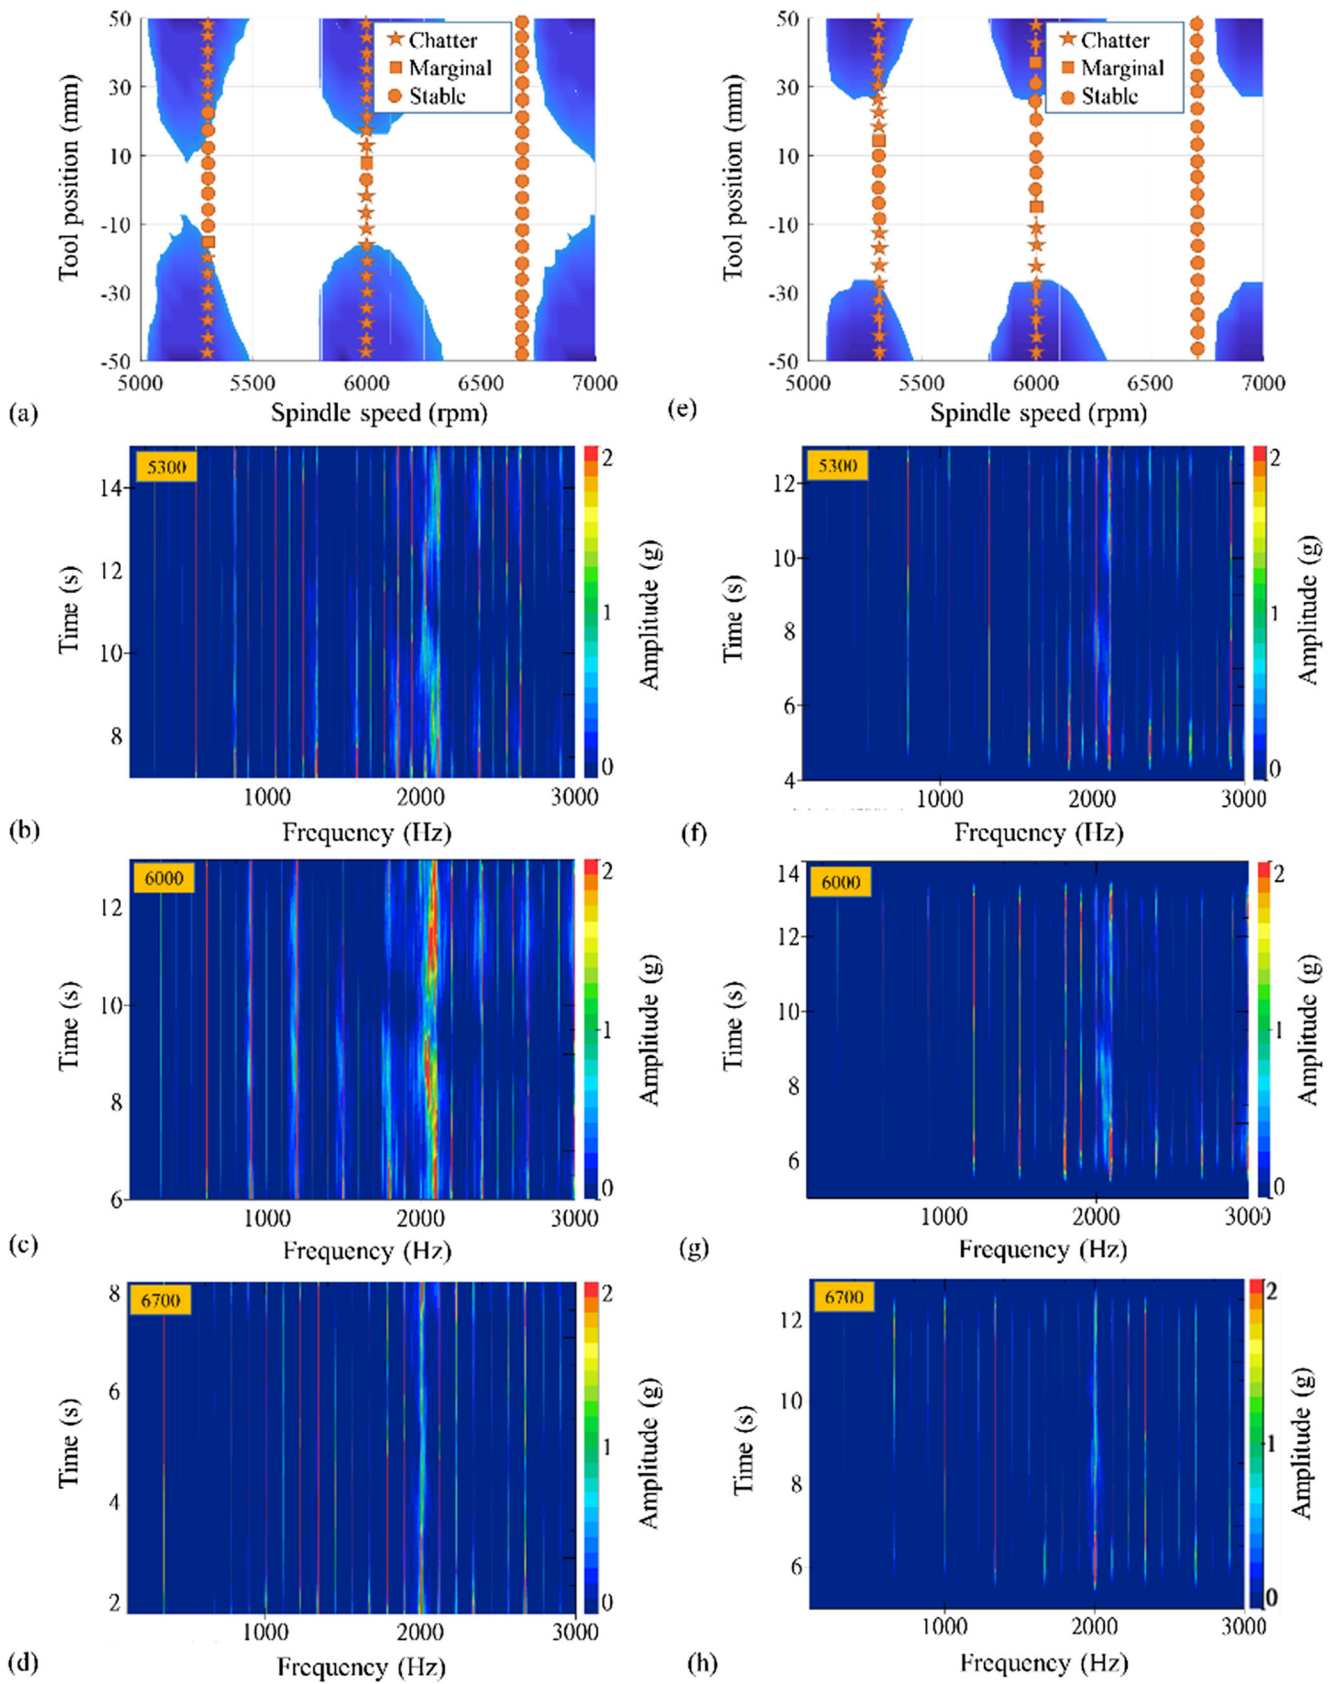 50
30
10
-10
-30
-50
Tool position (mm)
Chatter
Marginal
Stable
5000 5500 6000 6500 7000
Spindle speed (rpm)
(a)
50
30
10
-10
-30
-50
Tool position (mm)
Chatter
Marginal
Stable
5000 5500 6000 6500 7000
Spindle speed (rpm)
(e)
5300
14
12
10
8
Time (s)
1000 2000 3000
Frequency (Hz)
2
1
0
Amplitude (g)
(b)
5300
12
10
8
6
4
Time (s)
1000 2000 3000
Frequency (Hz)
2
1
0
Amplitude (g)
(f)
6000
12
10
8
6
Time (s)
1000 2000 3000
Frequency (Hz)
2
1
0
Amplitude (g)
(c)
6000
14
12
10
8
6
Time (s)
1000 2000 3000
Frequency (Hz)
2
1
0
Amplitude (g)
(g)
6700
8
6
4
2
Time (s)
1000 2000 3000
Frequency (Hz)
2
1
0
Amplitude (g)
(d)
6700
12
10
8
6
Time (s)
1000 2000 3000
Frequency (Hz)
2
1
0
Amplitude (g)
(h)